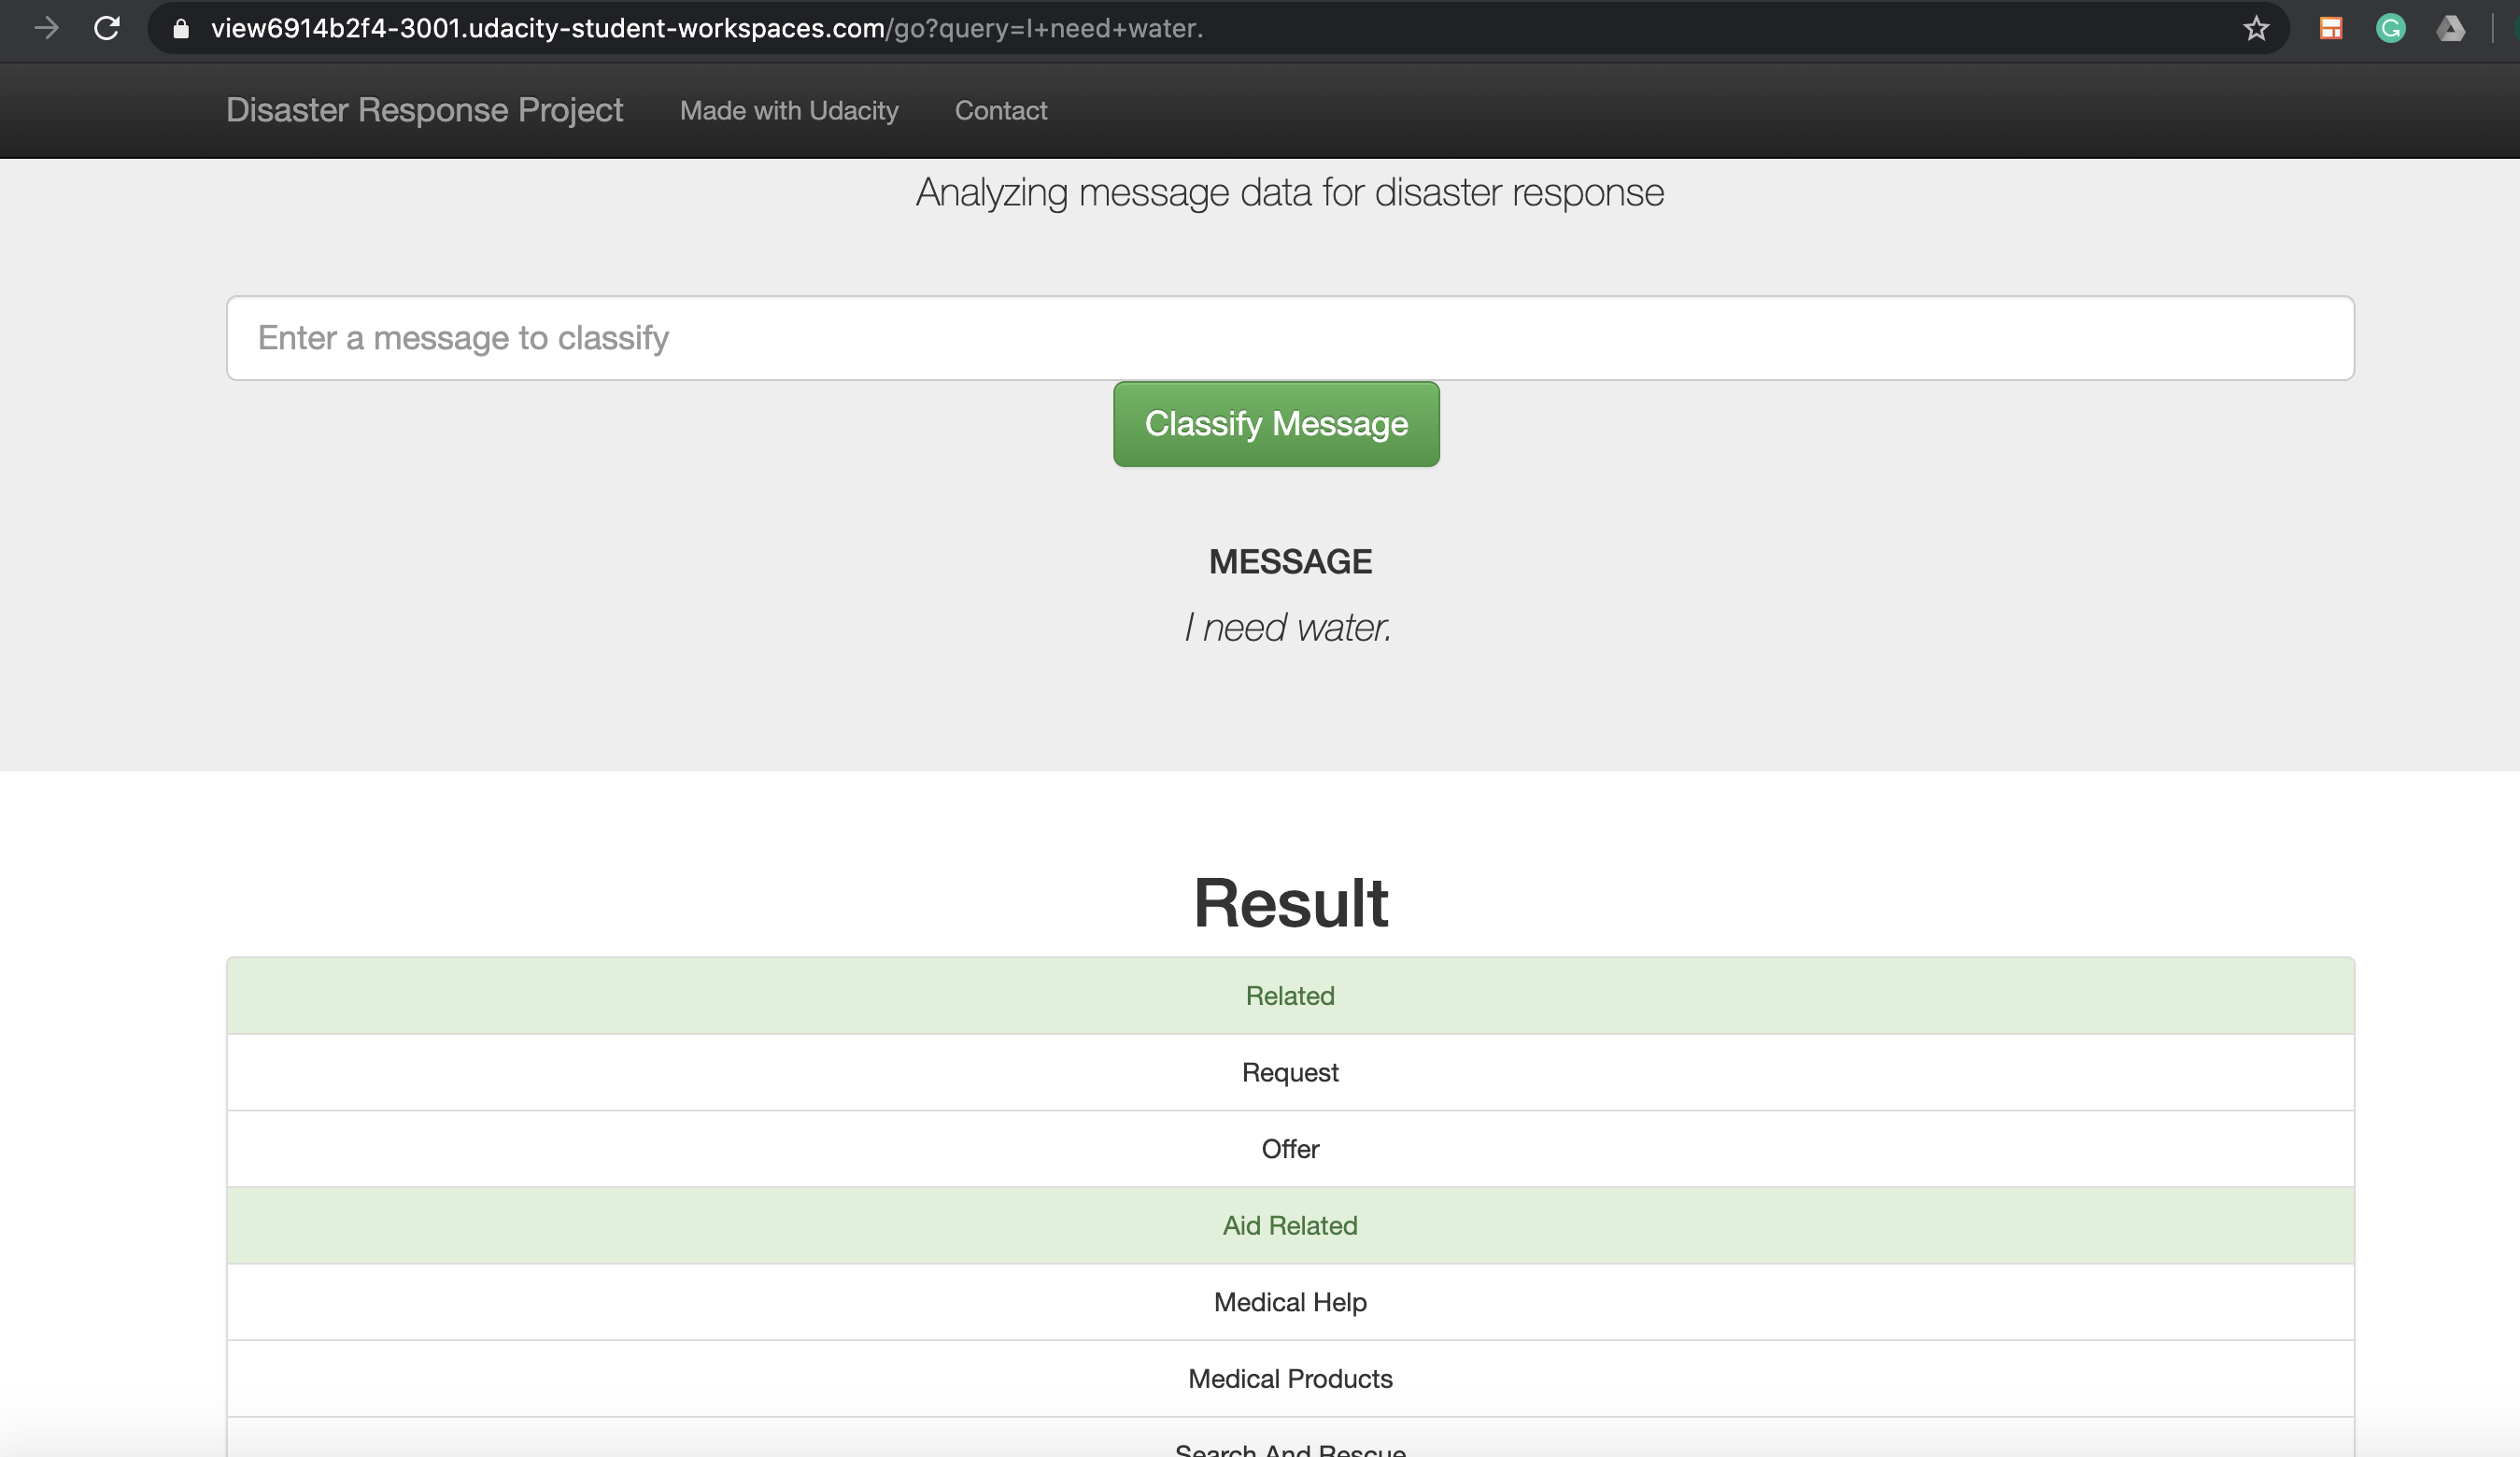 view6914b2f4-3001.udacity-student-workspaces.com/go?query=I+need+water.
Disaster Response Project Made with Udacity Contact
Analyzing message data for disaster response
Enter a message to classify
Classify Message
MESSAGE
I need water.
Result
Related
Request
Offer
Aid Related
Medical Help
Medical Products
Search And Rescue